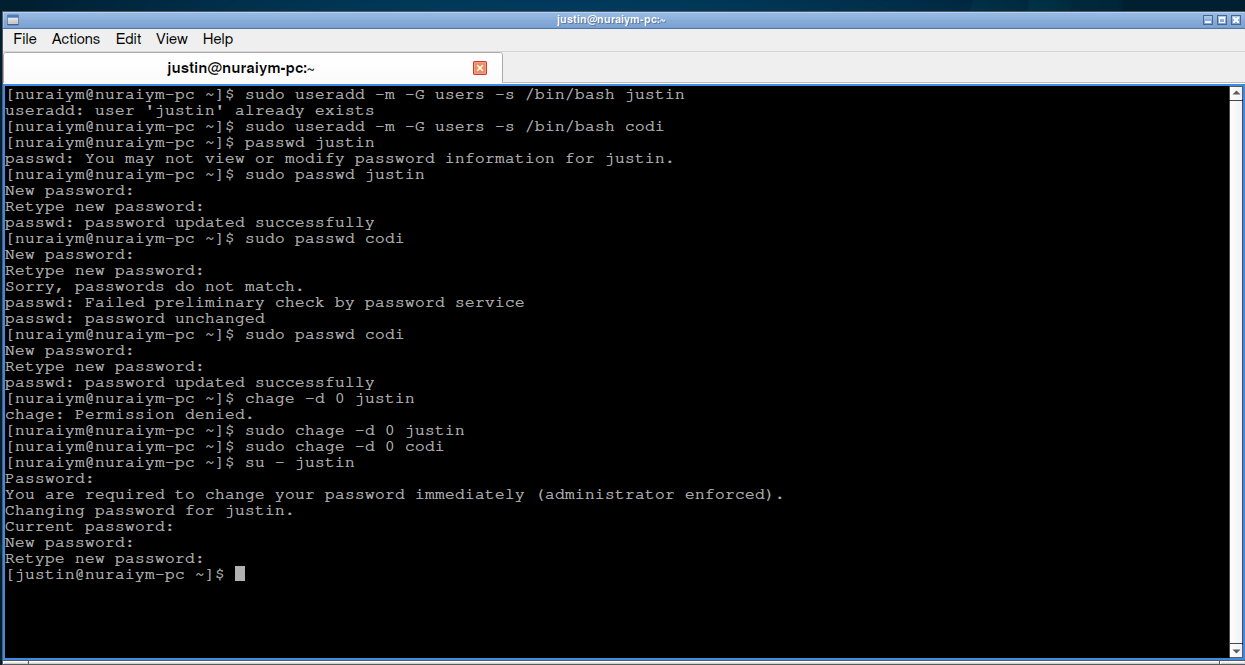 justin@nuraiym-pc:~
File Actions Edit View Help
justin@nuraiym-pc:~
[nuraiym@nuraiym-pc ~]$ sudo useradd -m -G users -s /bin/bash justin
useradd: user 'justin' already exists
[nuraiym@nuraiym-pc ~]$ sudo useradd -m -G users -s /bin/bash codi
[nuraiym@nuraiym-pc ~]$ passwd justin
passwd: You may not view or modify password information for justin.
[nuraiym@nuraiym-pc ~]$ sudo passwd justin
New password:
Retype new password:
passwd: password updated successfully
[nuraiym@nuraiym-pc ~]$ sudo passwd codi
New password:
Retype new password:
Sorry, passwords do not match.
passwd: Failed preliminary check by password service
passwd: password unchanged
[nuraiym@nuraiym-pc ~]$ sudo passwd codi
New password:
Retype new password:
passwd: password updated successfully
[nuraiym@nuraiym-pc ~]$ chage -d 0 justin
chage: Permission denied.
[nuraiym@nuraiym-pc ~]$ sudo chage -d 0 justin
[nuraiym@nuraiym-pc ~]$ sudo chage -d 0 codi
[nuraiym@nuraiym-pc ~]$ su - justin
Password:
You are required to change your password immediately (administrator enforced).
Changing password for justin.
Current password:
New password:
Retype new password:
[justin@nuraiym-pc ~]$